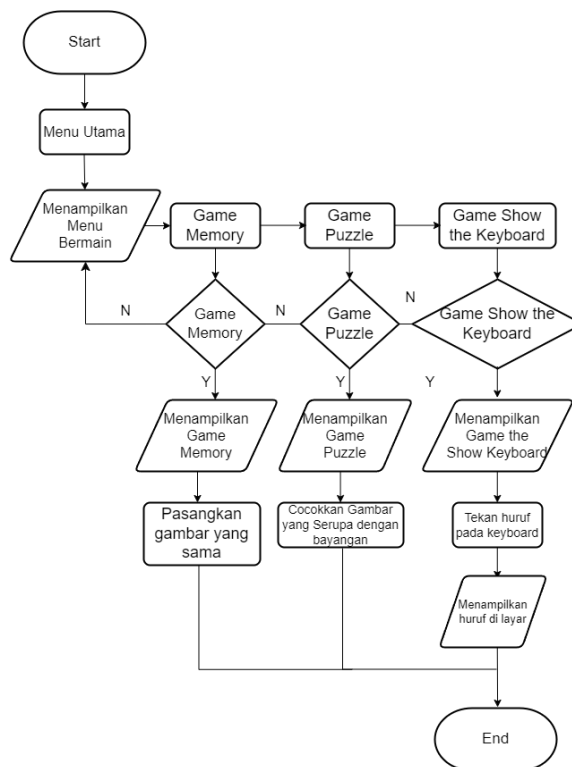 Start
Menu Utama
Menampilkan
Menu
Bermain
Game
Memory
Game
Puzzle
Game Show
the Keyboard
N
Game
Memory
N
Game
Puzzle
N
Game Show the
Keyboard
Y
Y
Y
Menampilkan
Game
Memory
Menampilkan
Game
Puzzle
Menampilkan
Game the
Show Keyboard
Pasangkan
gambar yang
sama
Cocokkan Gambar
yang Serupa dengan
bayangan
Tekan huruf
pada keyboard
Menampilkan
huruf di layar
End